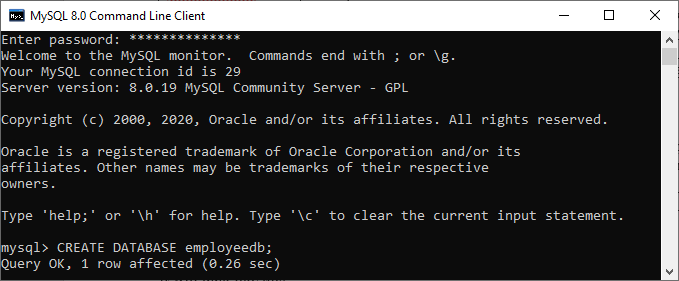 MySQL 8.0 Command Line Client
Enter password: **************
Welcome to the MySQL monitor.  Commands end with ; or \g.
Your MySQL connection id is 29
Server version: 8.0.19 MySQL Community Server - GPL

Copyright (c) 2000, 2020, Oracle and/or its affiliates. All rights reserved.

Oracle is a registered trademark of Oracle Corporation and/or its
affiliates. Other names may be trademarks of their respective
owners.

Type 'help;' or '\h' for help. Type '\c' to clear the current input statement.

mysql> CREATE DATABASE employeedb;
Query OK, 1 row affected (0.26 sec)